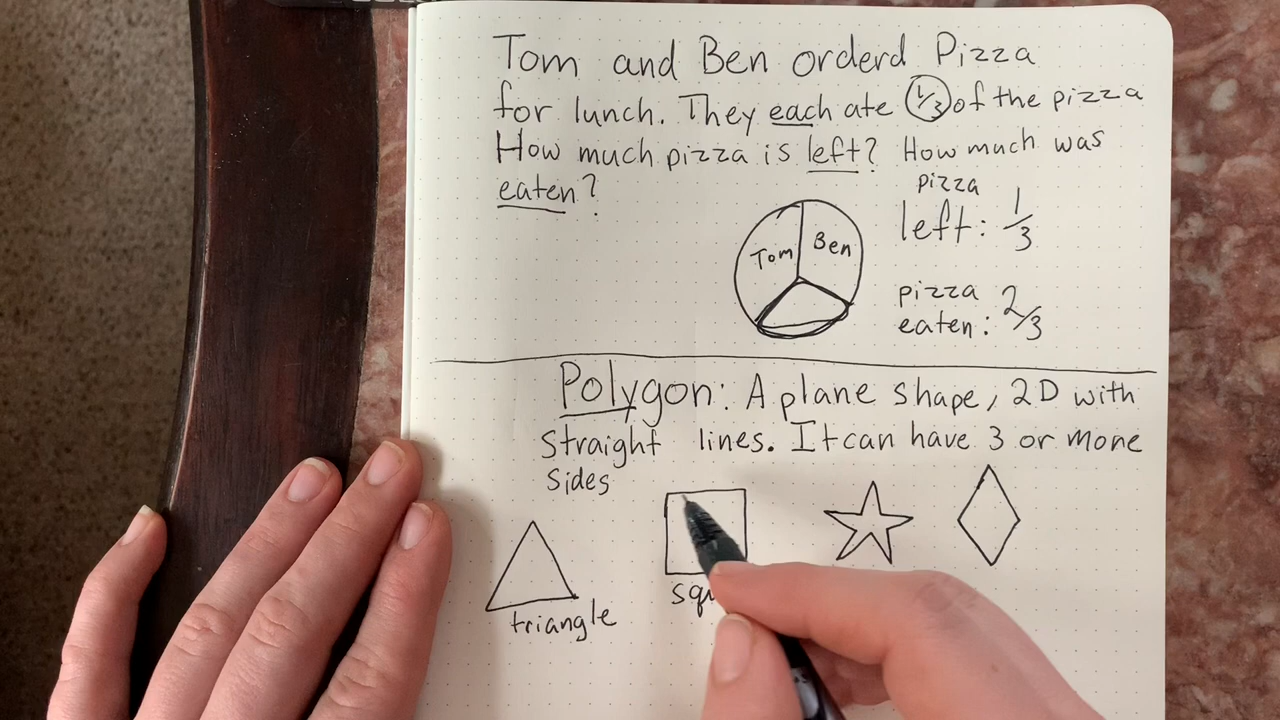 Tom and Ben orderd Pizza
for lunch. They each ate 1/3 of the pizza
How much pizza is left? How much was
eaten?
pizza
left: 1/3
Tom Ben
pizza
eaten: 2/3
Polygon: A plane shape, 2D with
straight lines. It can have 3 or more
sides
triangle